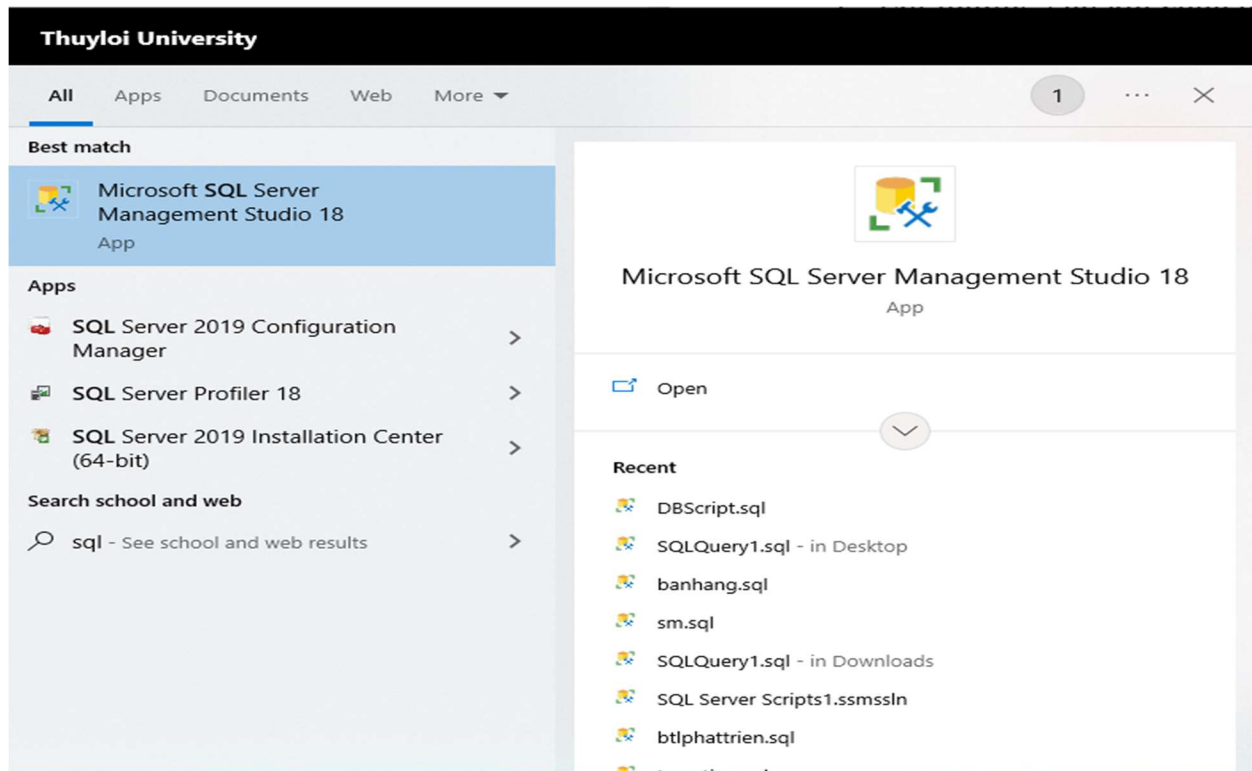 Thuyloi University
All Apps Documents Web More 1 ...
Best match
Microsoft SQL Server
Management Studio 18
App
Apps
SQL Server 2019 Configuration
Manager
SQL Server Profiler 18
SQL Server 2019 Installation Center
(64-bit)
Search school and web
sql - See school and web results
Microsoft SQL Server Management Studio 18
App
Open
Recent
DBScript.sql
SQLQuery1.sql - in Desktop
banhang.sql
sm.sql
SQLQuery1.sql - in Downloads
SQL Server Scripts1.ssmssln
btlphattrien.sql